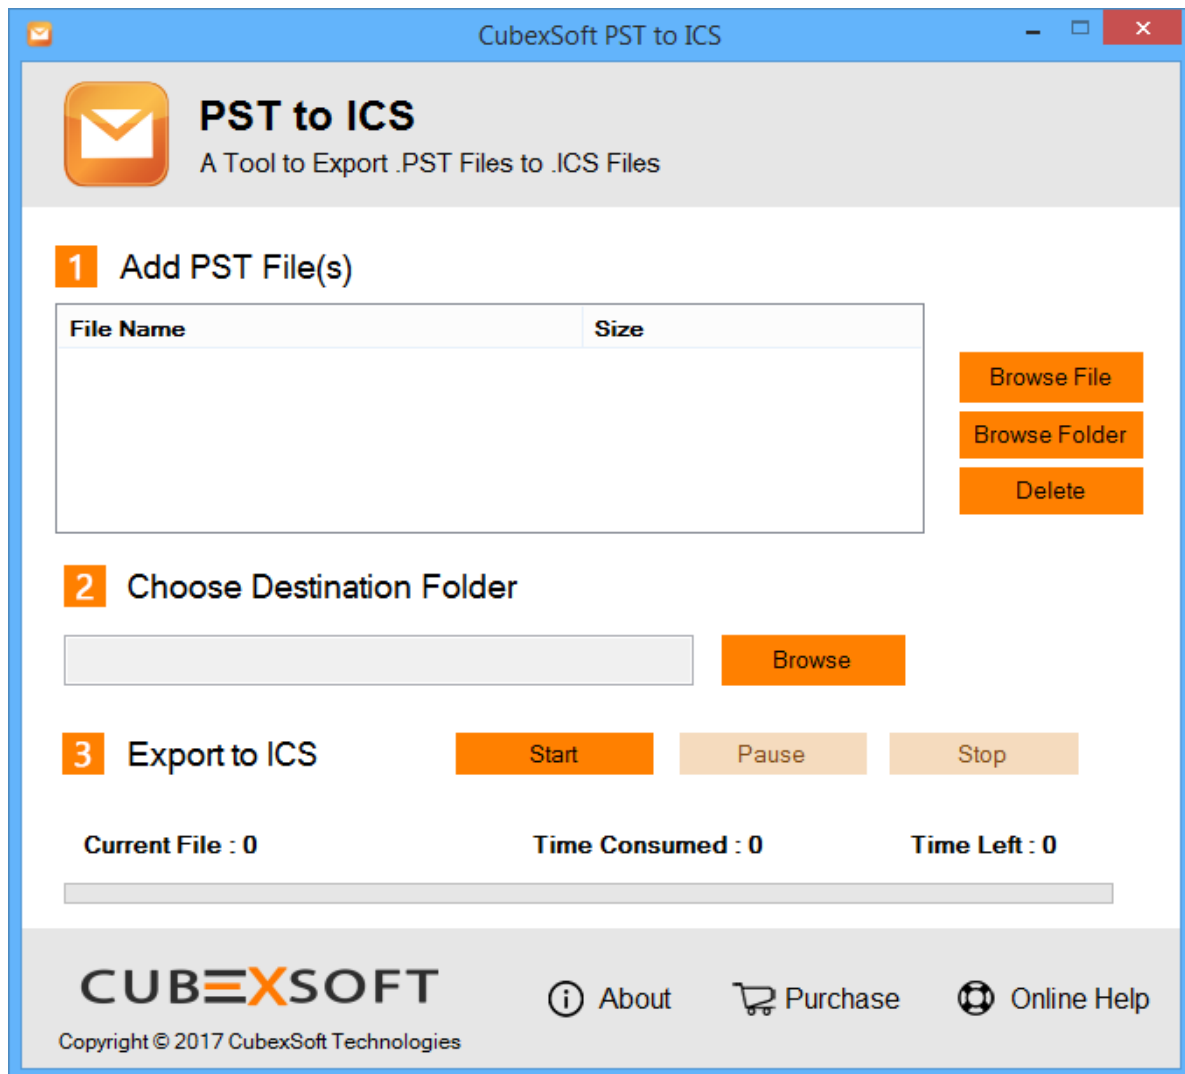 CubexSoft PST to ICS
PST to ICS
A Tool to Export .PST Files to .ICS Files
1 Add PST File(s)
File Name Size
Browse File
Browse Folder
Delete
2 Choose Destination Folder
Browse
3 Export to ICS Start Pause Stop
Current File : 0 Time Consumed : 0 Time Left : 0
CUBEXSOFT
About Purchase Online Help
Copyright © 2017 CubexSoft Technologies